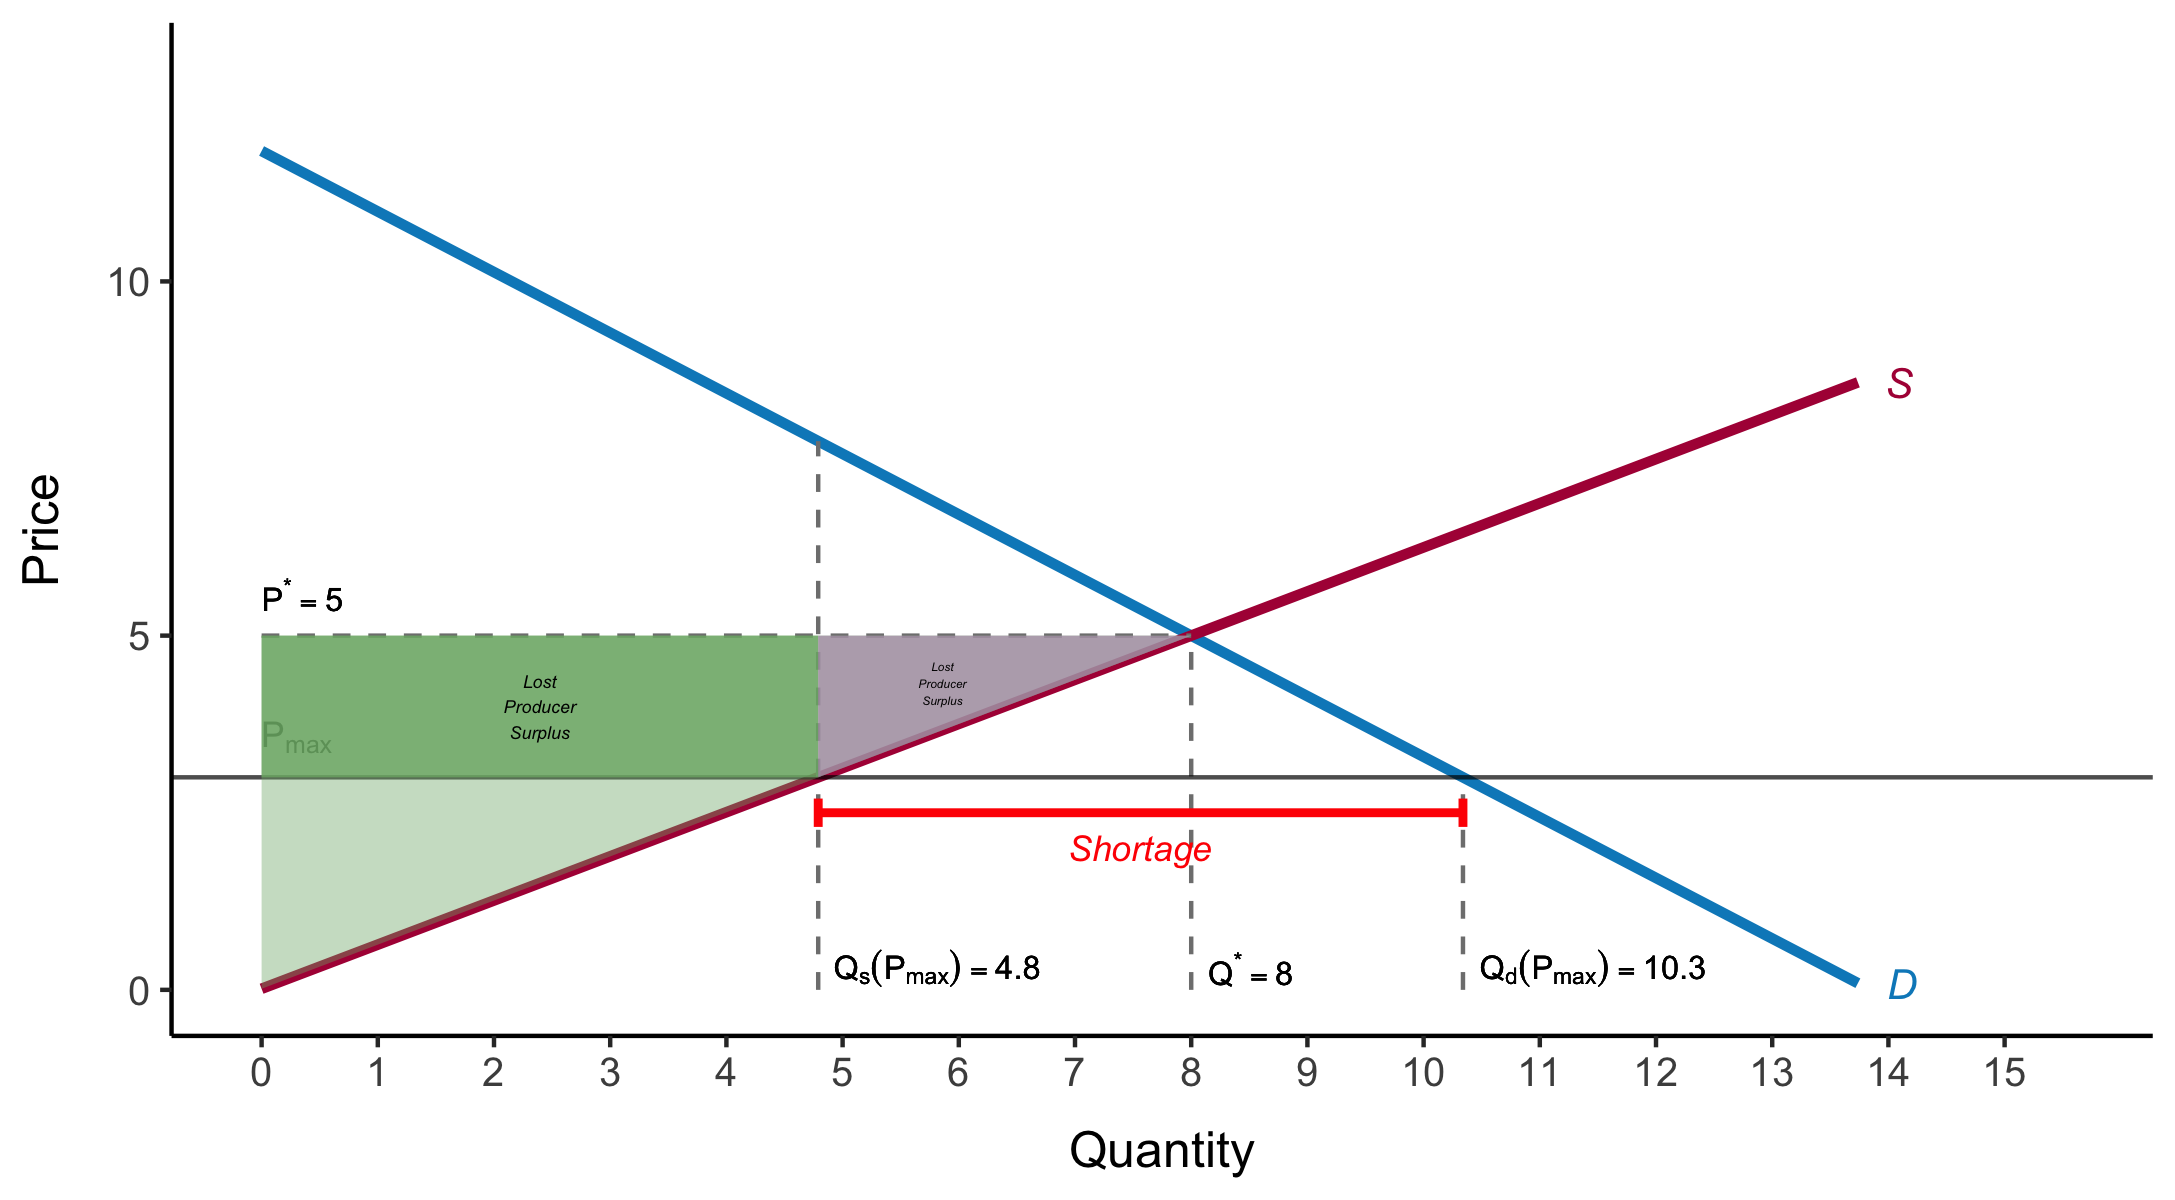 10
S
Price
P* = 5
5
Lost
Producer
Surplus
Lost
Producer
Surplus
Pmax
Shortage
0
Qs(Pmax) = 4.8
Q* = 8
Qd(Pmax) = 10.3
D
0 1 2 3 4 5 6 7 8 9 10 11 12 13 14 15
Quantity